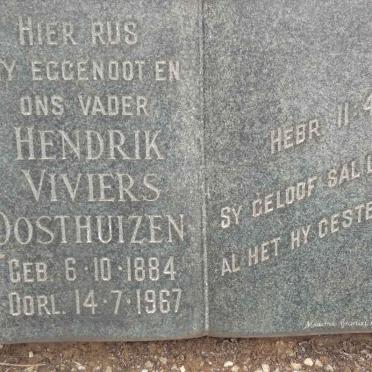 HIER RUS
Y EGGENOOT EN
ONS VADER
HENDRIK
VIVIERS
OOSTHUIZEN
GEB. 6·10·1884
OORL. 14·7·1967
HEBR. 11·4
SY GELOOF SAL
AL HET HY GESTE